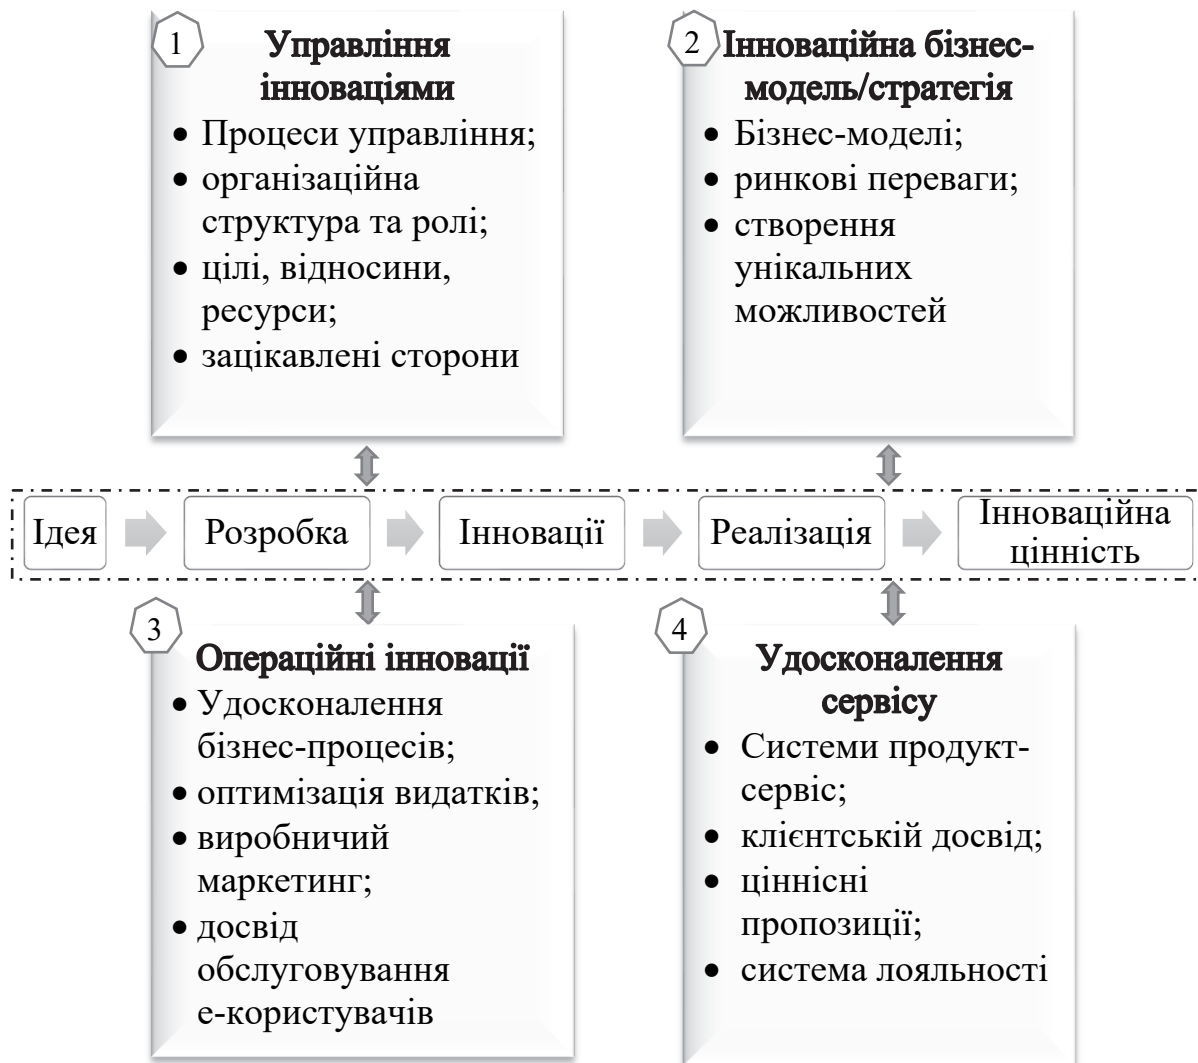 1
Управління
інноваціями
• Процеси управління;
• організаційна
структура та ролі;
• цілі, відносини,
ресурси;
• зацікавлені сторони
2
Інноваційна бізнес-
модель/стратегія
• Бізнес-моделі;
• ринкові переваги;
• створення
унікальних
можливостей
Ідея
Розробка
Інновації
Реалізація
Інноваційна
цінність
3
Операційні інновації
• Удосконалення
бізнес-процесів;
• оптимізація видатків;
• виробничий
маркетинг;
• досвід
обслуговування
е-користувачів
4
Удосконалення
сервісу
• Системи продукт-
сервіс;
• клієнтській досвід;
• ціннісні
пропозиції;
• система лояльності